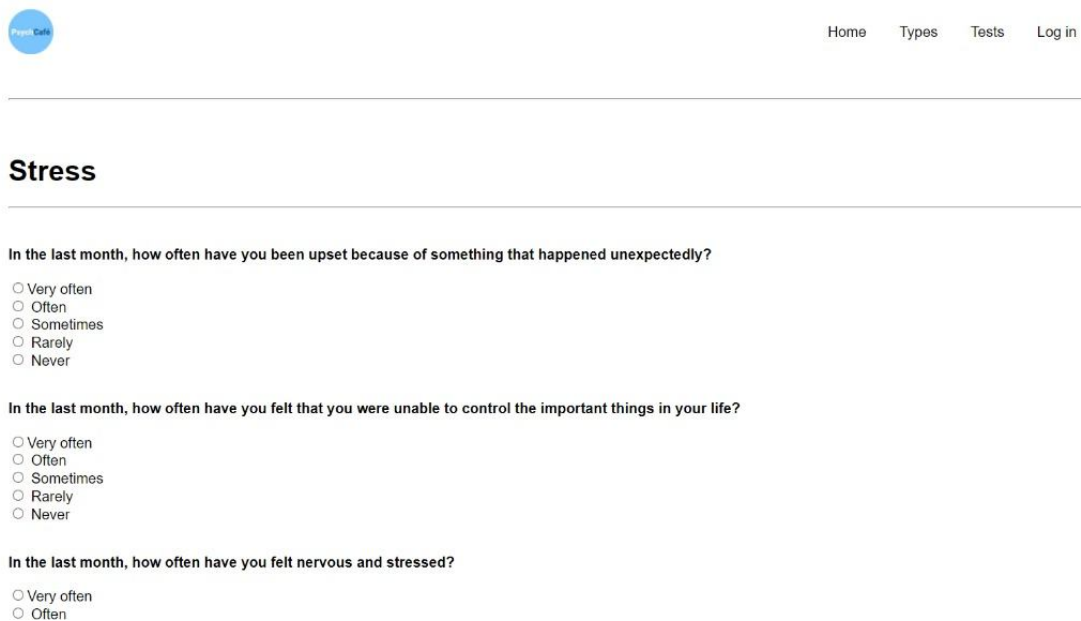 PsychCafé
Home Types Tests Log in
Stress
In the last month, how often have you been upset because of something that happened unexpectedly?
Very often
Often
Sometimes
Rarely
Never
In the last month, how often have you felt that you were unable to control the important things in your life?
Very often
Often
Sometimes
Rarely
Never
In the last month, how often have you felt nervous and stressed?
Very often
Often